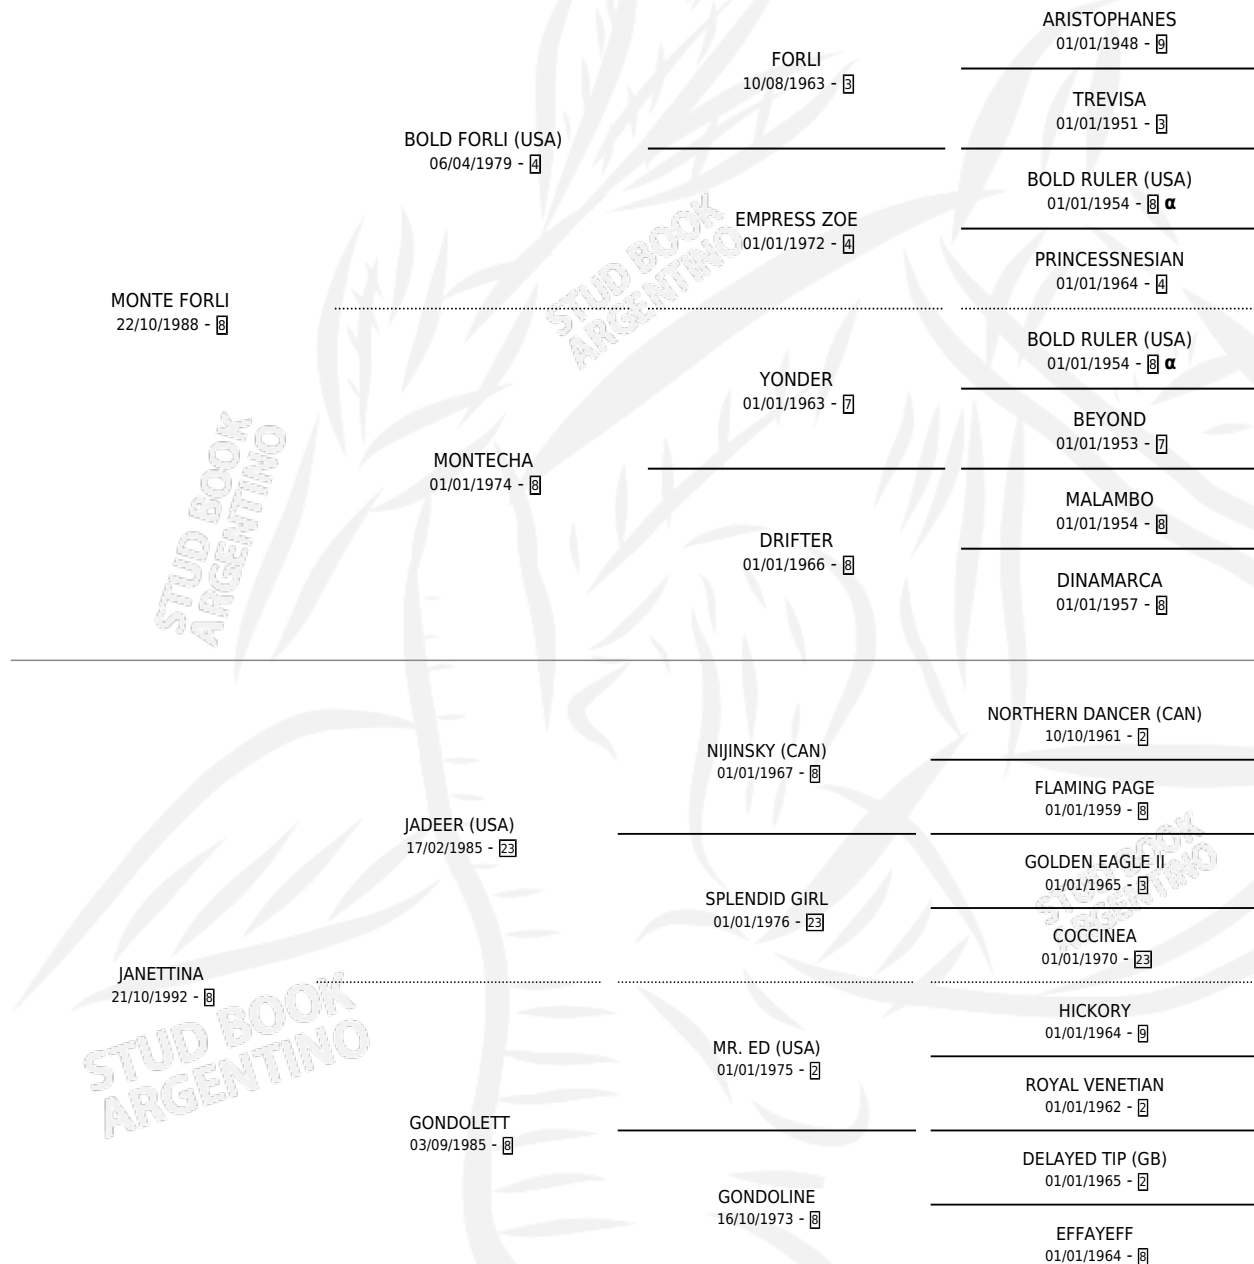 ARISTOPHANES
01/01/1948 - 9
FORLI
10/08/1963 - 3
TREVISA
01/01/1951 - 3
BOLD FORLI (USA)
06/04/1979 - 4
BOLD RULER (USA)
01/01/1954 - 8 α
EMPRESS ZOE
01/01/1972 - 4
PRINCESSNESIAN
01/01/1964 - 4
MONTE FORLI
22/10/1988 - 8
BOLD RULER (USA)
01/01/1954 - 8 α
YONDER
01/01/1963 - 7
BEYOND
01/01/1953 - 7
MONTECHA
01/01/1974 - 8
MALAMBO
01/01/1954 - 8
DRIFTER
01/01/1966 - 8
DINAMARCA
01/01/1957 - 8
NORTHERN DANCER (CAN)
10/10/1961 - 2
NIJINSKY (CAN)
01/01/1967 - 8
FLAMING PAGE
01/01/1959 - 8
JADEER (USA)
17/02/1985 - 23
GOLDEN EAGLE II
01/01/1965 - 3
SPLENDID GIRL
01/01/1976 - 23
COCCINEA
01/01/1970 - 23
JANETTINA
21/10/1992 - 8
HICKORY
01/01/1964 - 9
MR. ED (USA)
01/01/1975 - 2
ROYAL VENETIAN
01/01/1962 - 2
GONDOLETT
03/09/1985 - 8
DELAYED TIP (GB)
01/01/1965 - 2
GONDOLINE
16/10/1973 - 8
EFFAYEFF
01/01/1964 - 8
STUD BOOK
ARGENTINO
STUD BOOK
ARGENTINO
STUD BOOK
ARGENTINO
STUD BOOK
ARGENTINO